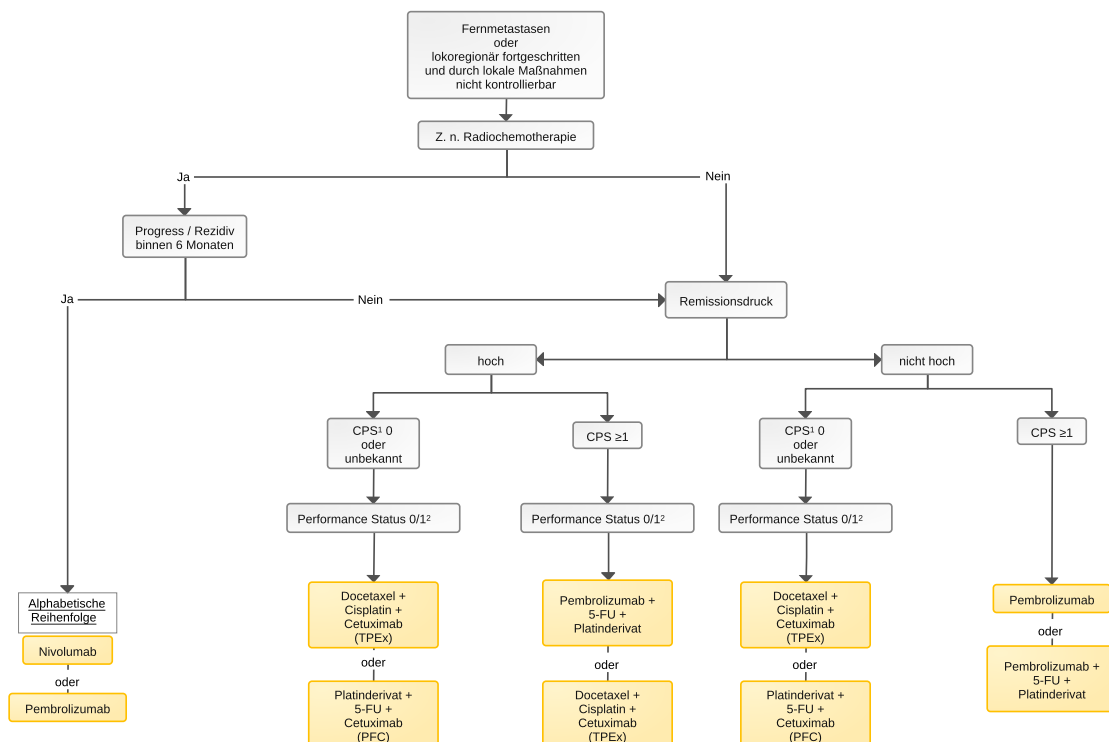 Fernmetastasen
oder
lokoregionär fortgeschritten
und durch lokale Maßnahmen
nicht kontrollierbar
Z. n. Radiochemotherapie
Ja
Nein
Progress / Rezidiv
binnen 6 Monaten
Ja
Nein
Remissionsdruck
hoch
nicht hoch
CPS¹ 0
oder
unbekannt
CPS ≥1
CPS¹ 0
oder
unbekannt
CPS ≥1
Performance Status 0/1²
Performance Status 0/1²
Performance Status 0/1²
Alphabetische
Reihenfolge
Nivolumab
oder
Pembrolizumab
Docetaxel +
Cisplatin +
Cetuximab
(TPEx)
oder
Platinderivat +
5-FU +
Cetuximab
(PFC)
Pembrolizumab +
5-FU +
Platinderivat
oder
Docetaxel +
Cisplatin +
Cetuximab
(TPEx)
Docetaxel +
Cisplatin +
Cetuximab
(TPEx)
oder
Platinderivat +
5-FU +
Cetuximab
(PFC)
Pembrolizumab
oder
Pembrolizumab +
5-FU +
Platinderivat